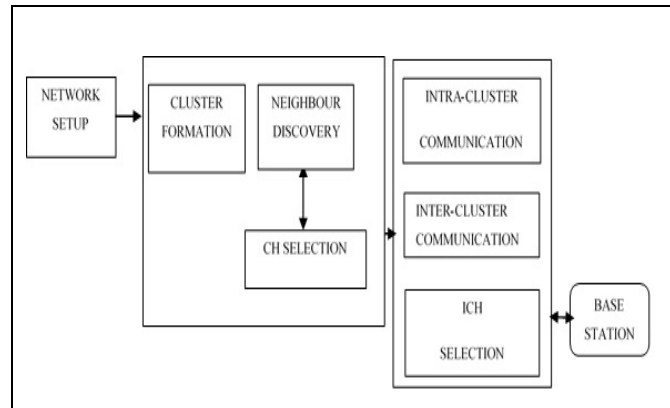 NETWORK
SETUP
CLUSTER
FORMATION
NEIGHBOUR
DISCOVERY
CH SELECTION
INTRA-CLUSTER
COMMUNICATION
INTER-CLUSTER
COMMUNICATION
ICH
SELECTION
BASE
STATION